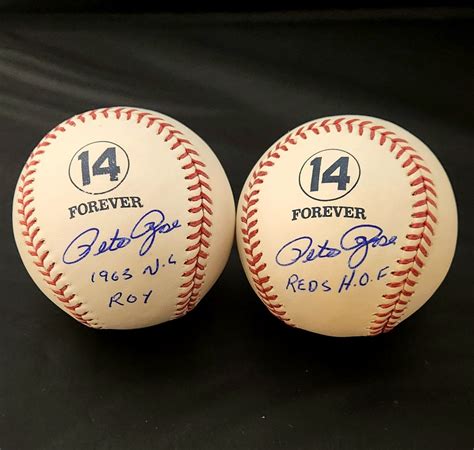 14
FOREVER
Pete Rose
1963 N.L
ROY
14
FOREVER
Pete Rose
REDS H.O.F